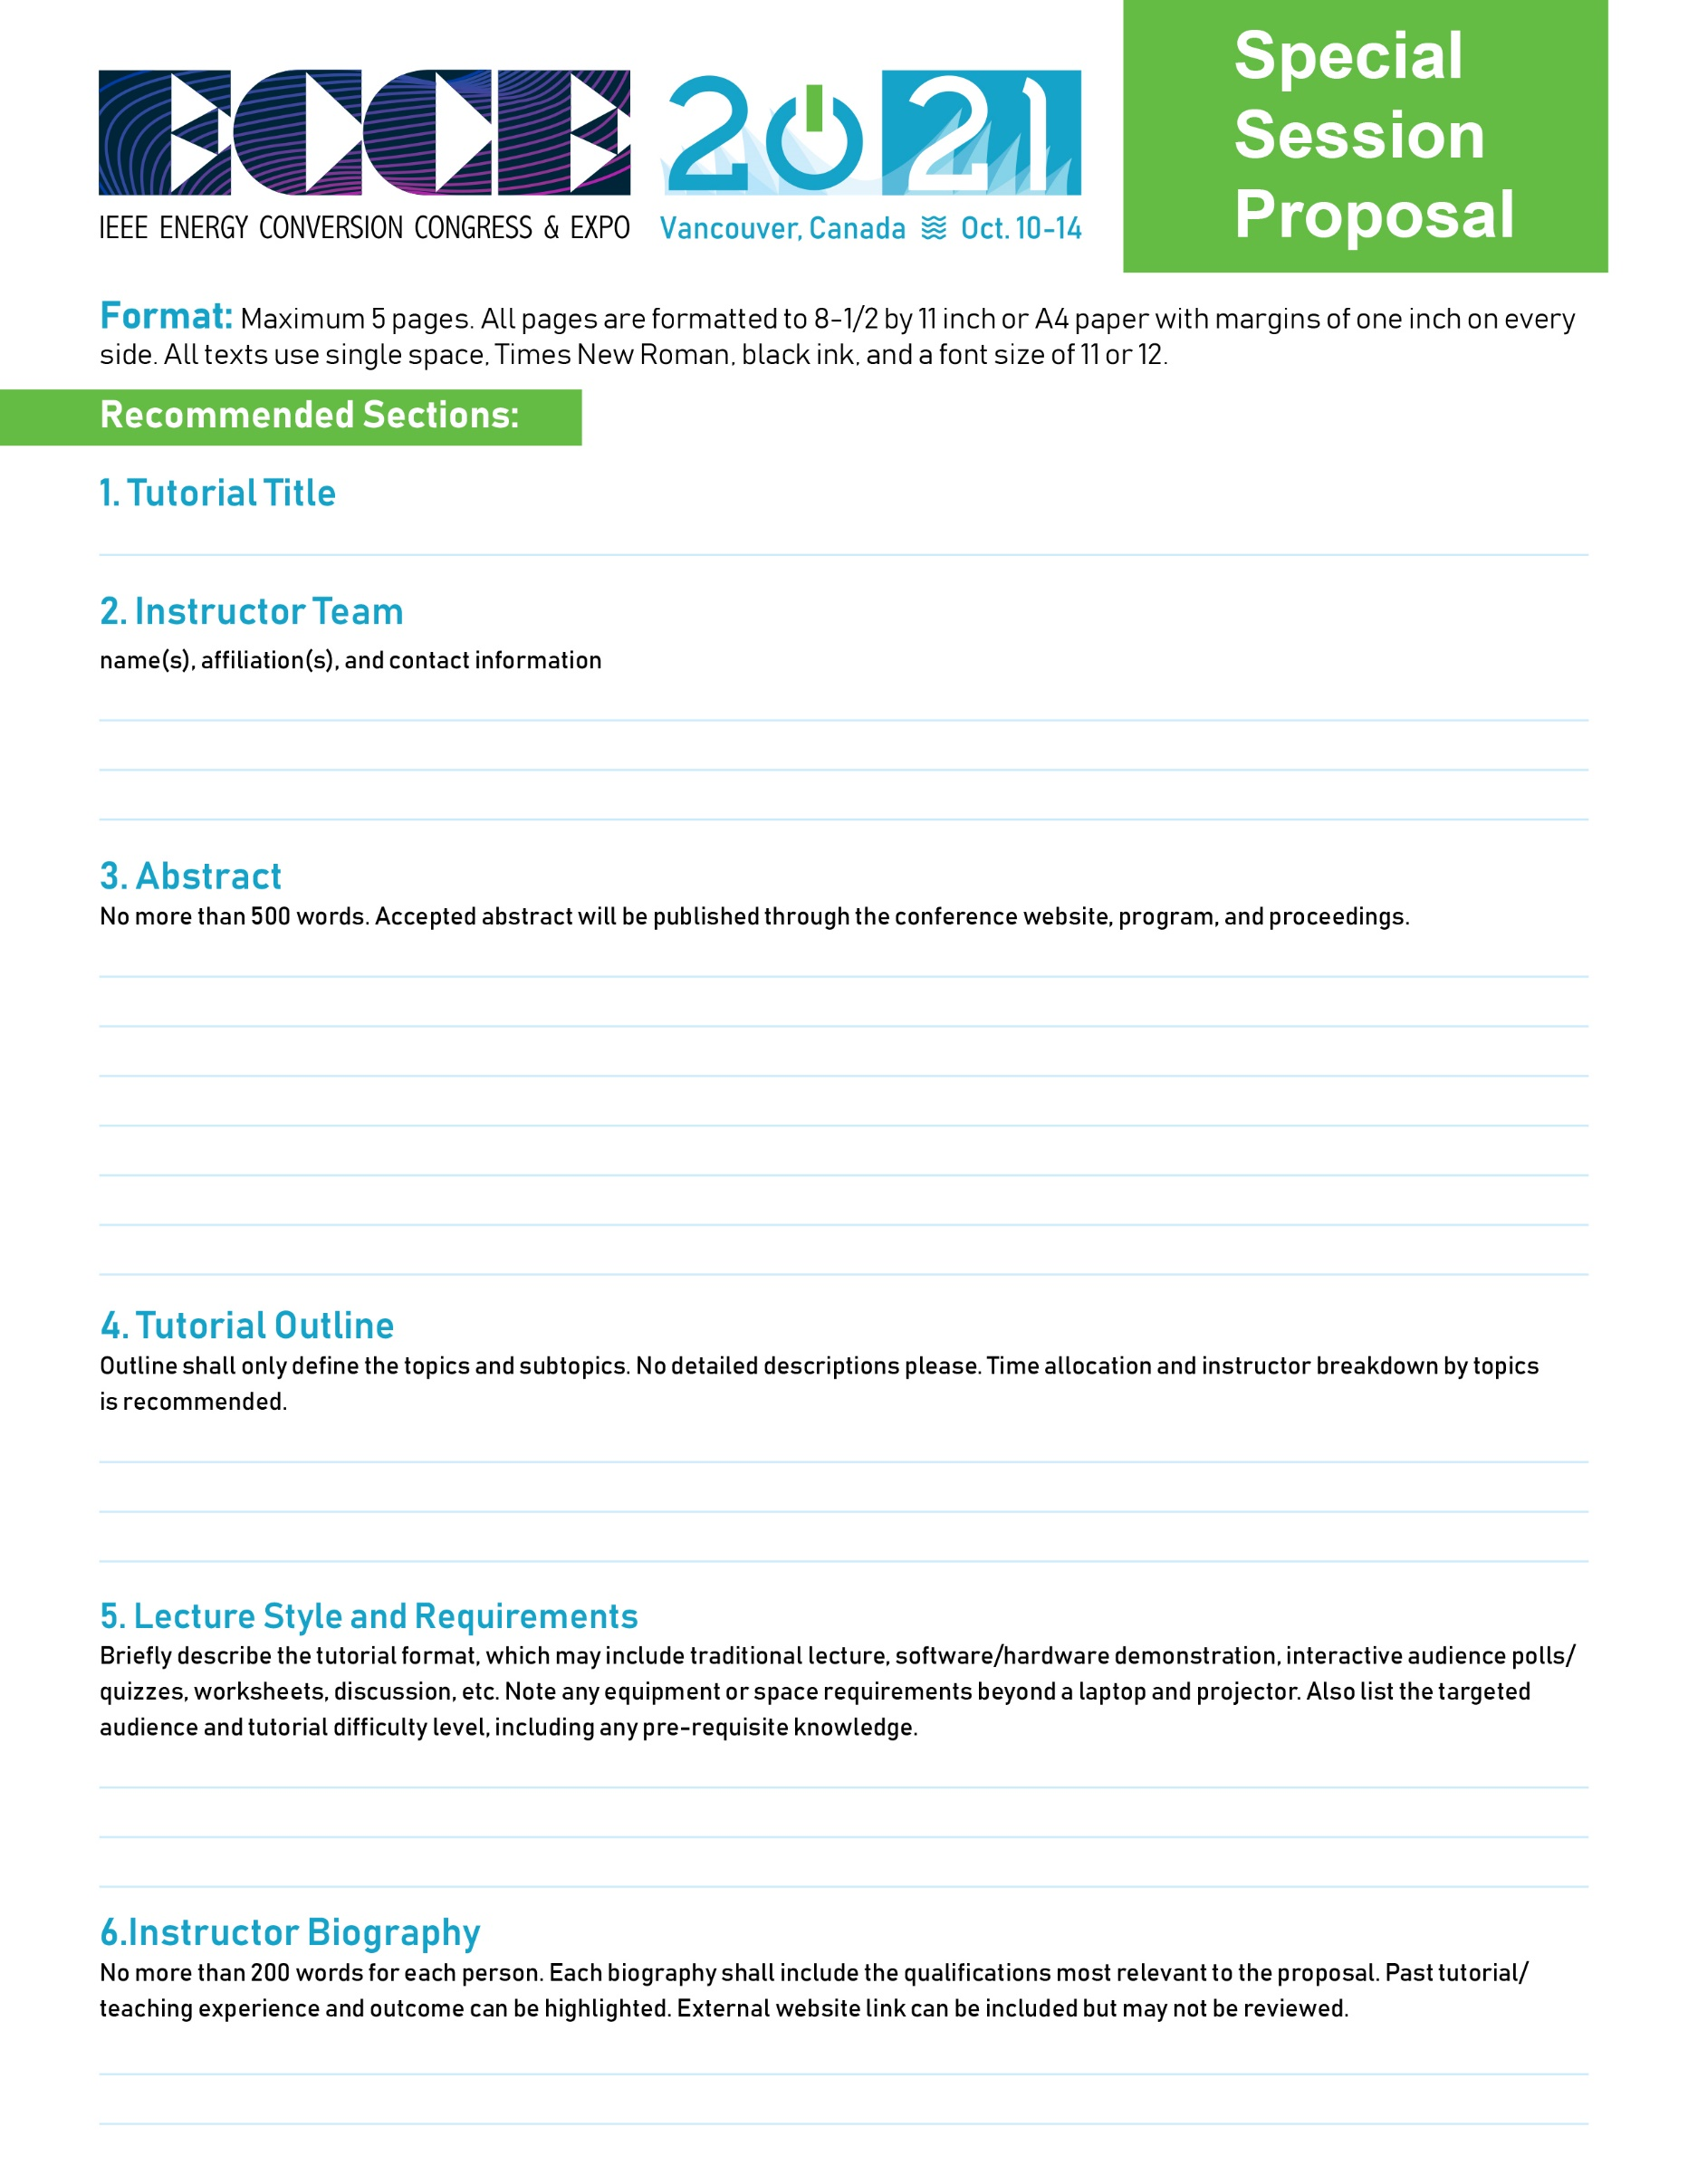 ECCE 2021
IEEE ENERGY CONVERSION CONGRESS & EXPO
Vancouver, Canada Oct. 10-14
Special
Session
Proposal
Format: Maximum 5 pages. All pages are formatted to 8-1/2 by 11 inch or A4 paper with margins of one inch on every
side. All texts use single space, Times New Roman, black ink, and a font size of 11 or 12.
Recommended Sections:
1. Tutorial Title
2. Instructor Team
name(s), affiliation(s), and contact information
3. Abstract
No more than 500 words. Accepted abstract will be published through the conference website, program, and proceedings.
4. Tutorial Outline
Outline shall only define the topics and subtopics. No detailed descriptions please. Time allocation and instructor breakdown by topics
is recommended.
5. Lecture Style and Requirements
Briefly describe the tutorial format, which may include traditional lecture, software/hardware demonstration, interactive audience polls/
quizzes, worksheets, discussion, etc. Note any equipment or space requirements beyond a laptop and projector. Also list the targeted
audience and tutorial difficulty level, including any pre-requisite knowledge.
6.Instructor Biography
No more than 200 words for each person. Each biography shall include the qualifications most relevant to the proposal. Past tutorial/
teaching experience and outcome can be highlighted. External website link can be included but may not be reviewed.